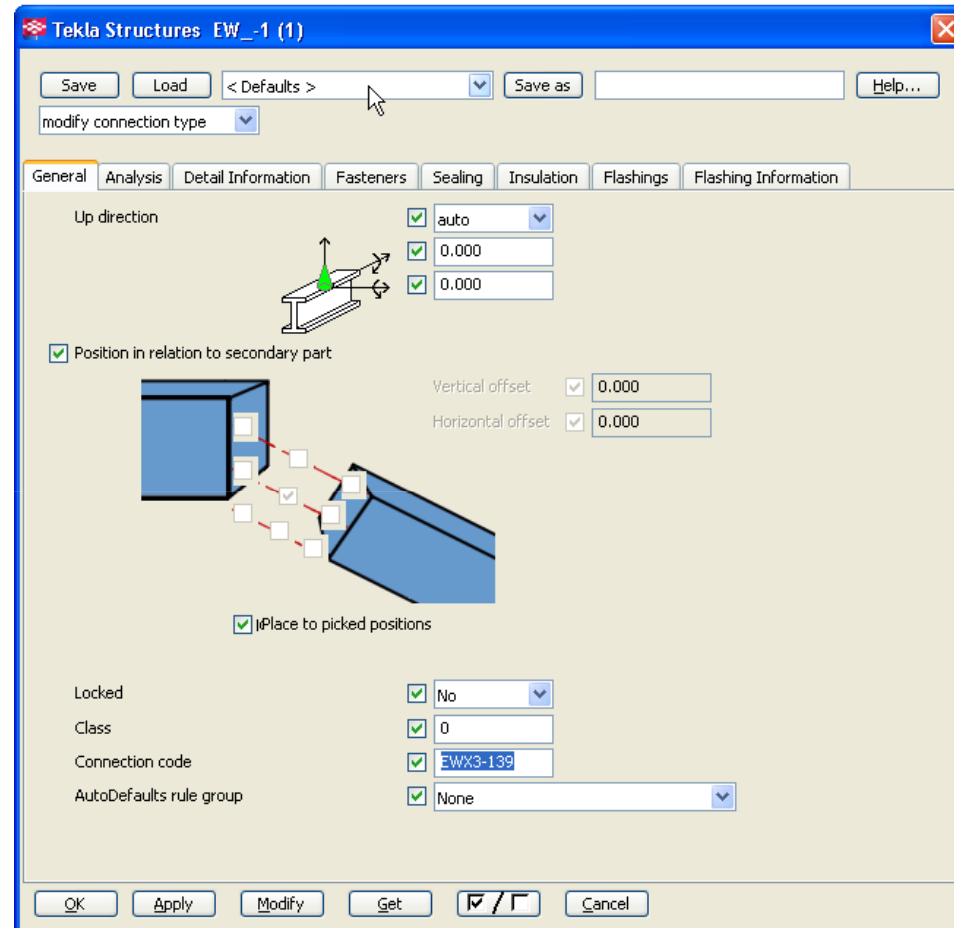 Tekla Structures EW_-1 (1)
Save Load < Defaults > Save as Help...
modify connection type
General Analysis Detail Information Fasteners Sealing Insulation Flashings Flashing Information
Up direction auto
0.000
0.000
Position in relation to secondary part
Vertical offset 0.000
Horizontal offset 0.000
Place to picked positions
Locked No
Class 0
Connection code EWX3-139
AutoDefaults rule group None
OK Apply Modify Get / Cancel